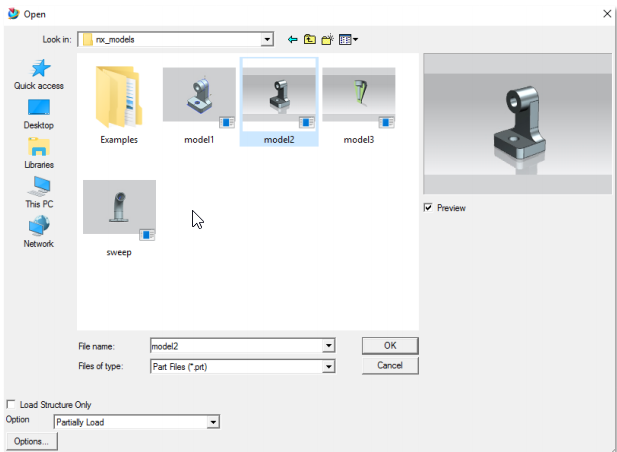 Open
Look in: nx_models
Quick access
Desktop
Libraries
This PC
Network
Examples
model1
model2
model3
sweep
Preview
File name: model2 OK
Files of type: Part Files (*.prt) Cancel
Load Structure Only
Option Partially Load
Options...